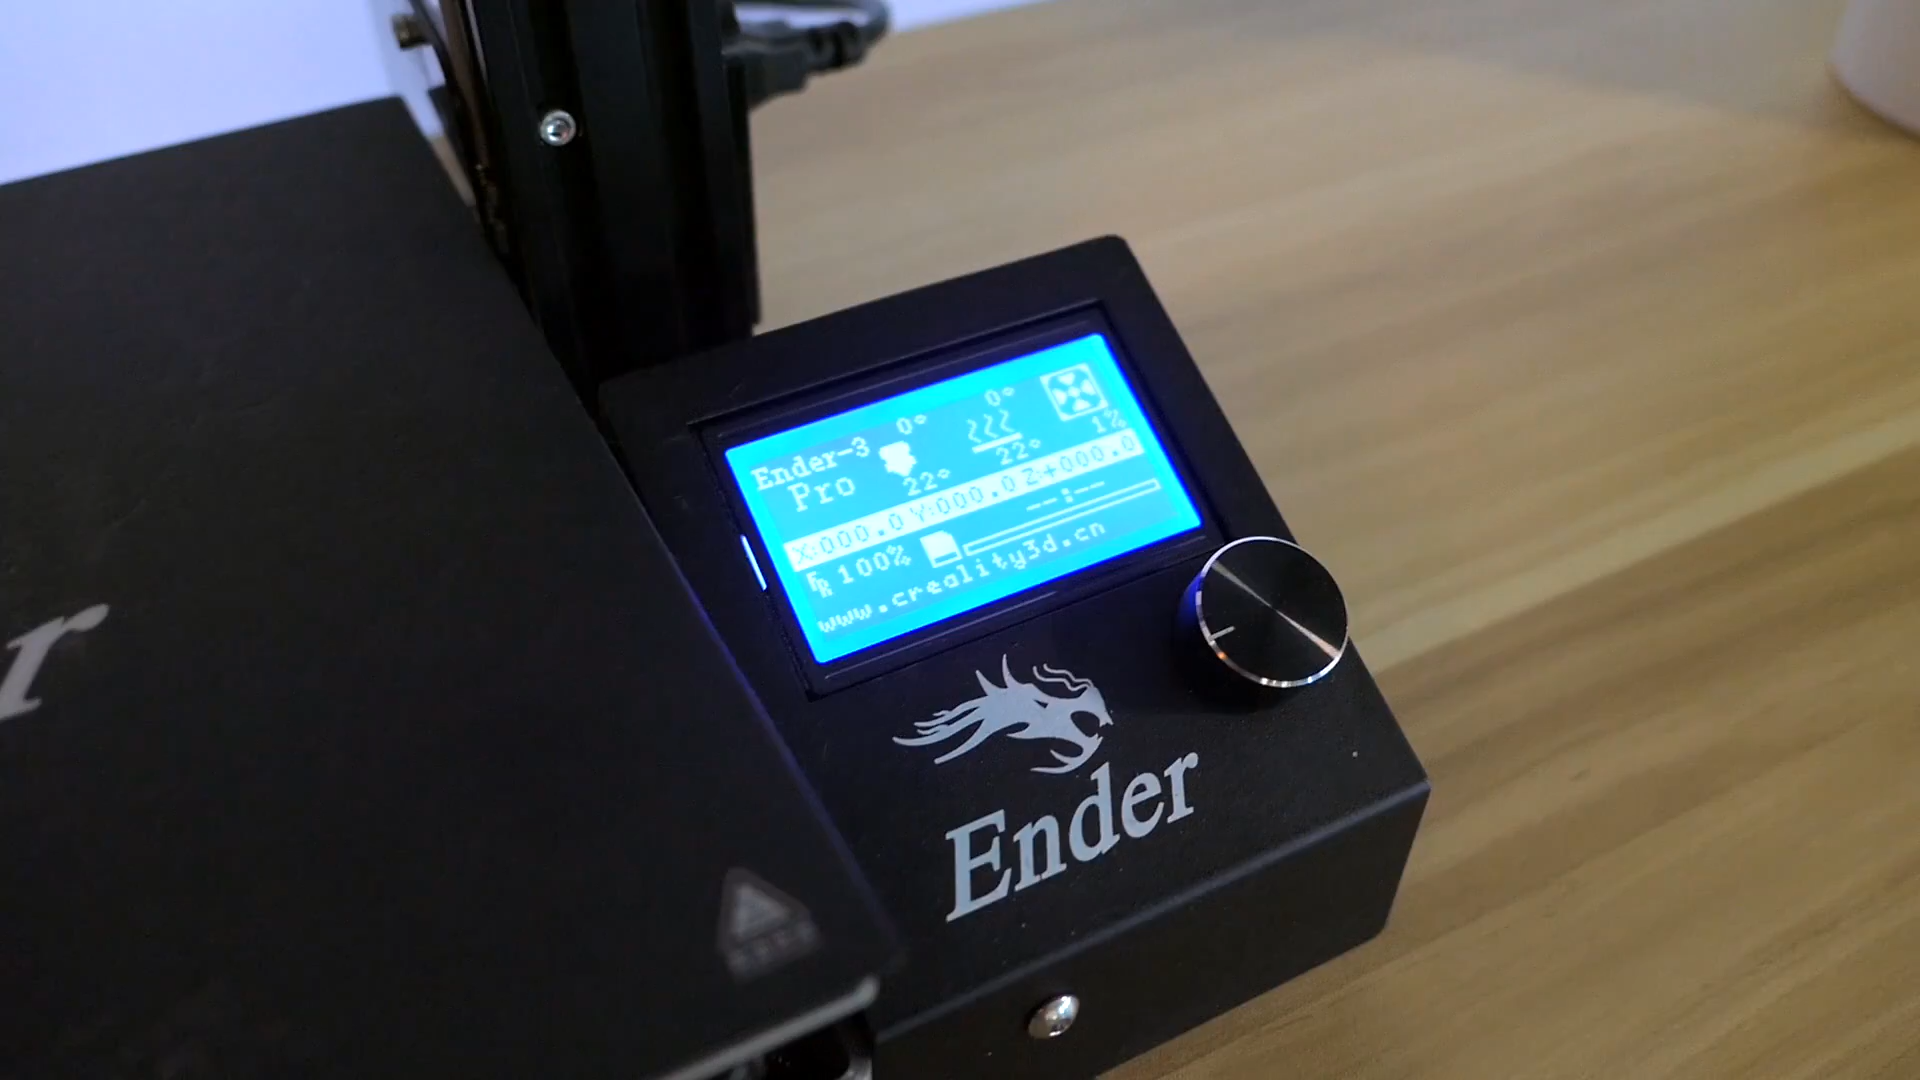 0° 0°
Ender-3
Pro
22° 22° 1%
X:000.0 Y:000.0 Z:+000.0
FR 100% --:--
www.creality3d.cn
Ender
r